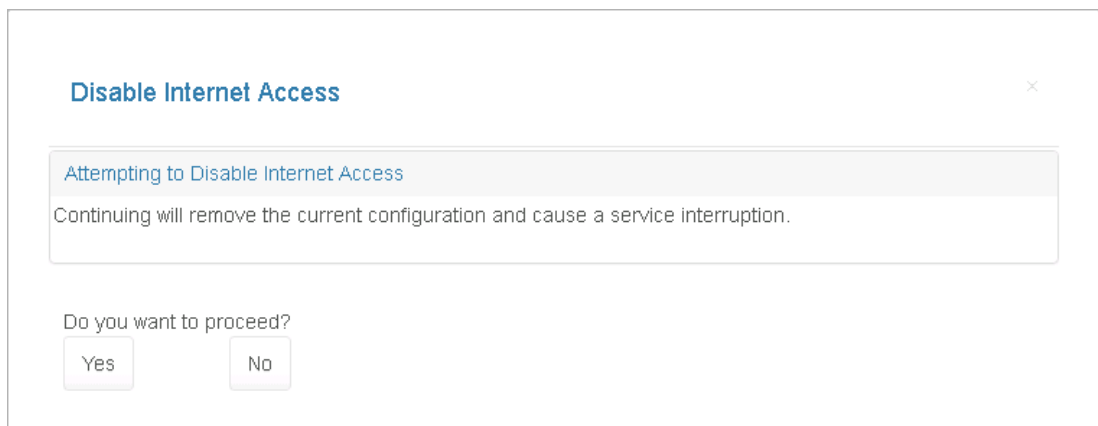 Disable Internet Access
×
Attempting to Disable Internet Access
Continuing will remove the current configuration and cause a service interruption.
Do you want to proceed?
Yes No